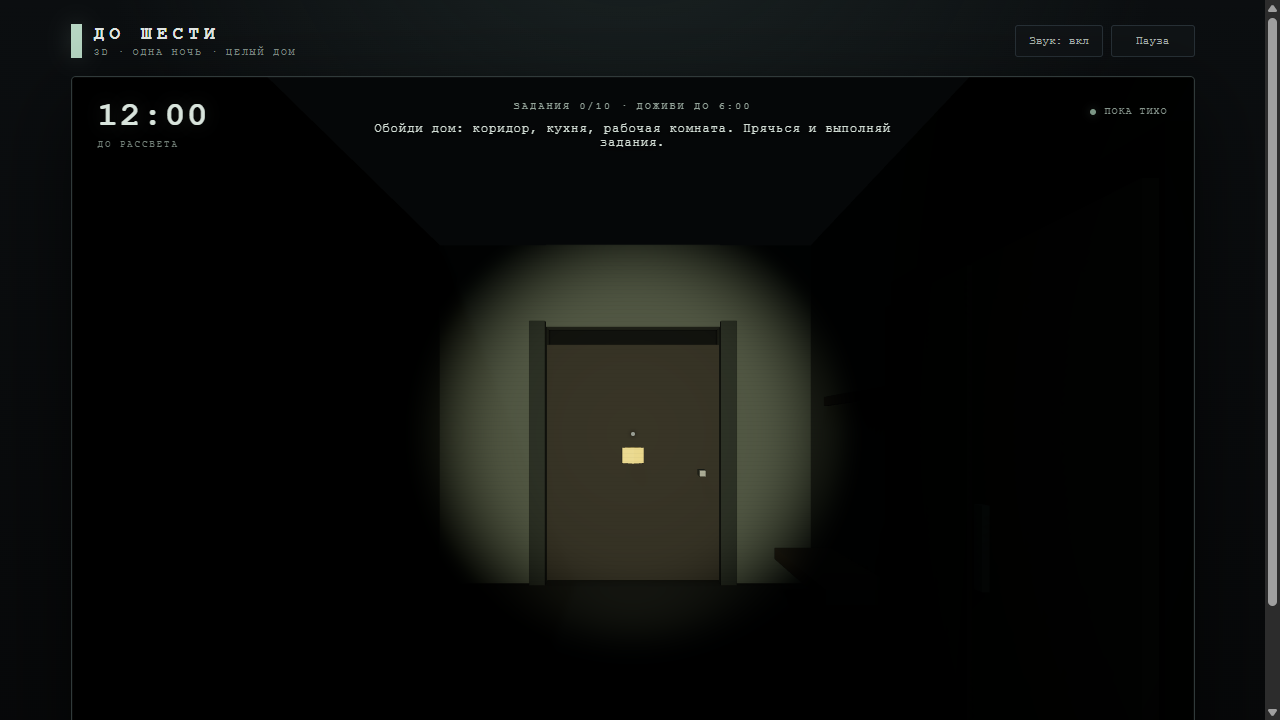 ДО ШЕСТИ
3D · ОДНА НОЧЬ · ЦЕЛЫЙ ДОМ
Звук: вкл
Пауза
12:00
ДО РАССВЕТА
ЗАДАНИЯ 0/10 · ДОЖИВИ ДО 6:00
Обойди дом: коридор, кухня, рабочая комната. Прячься и выполняй
задания.
ПОКА ТИХО